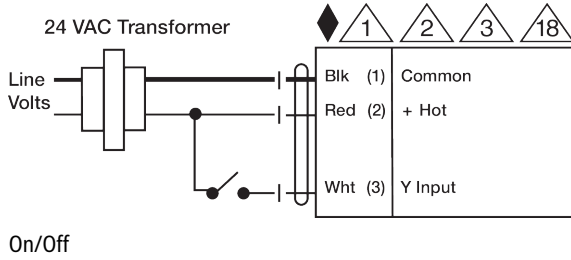 24 VAC Transformer
1 2 3 18
Line
Volts
Blk (1) Common
Red (2) + Hot
Wht (3) Y Input
On/Off